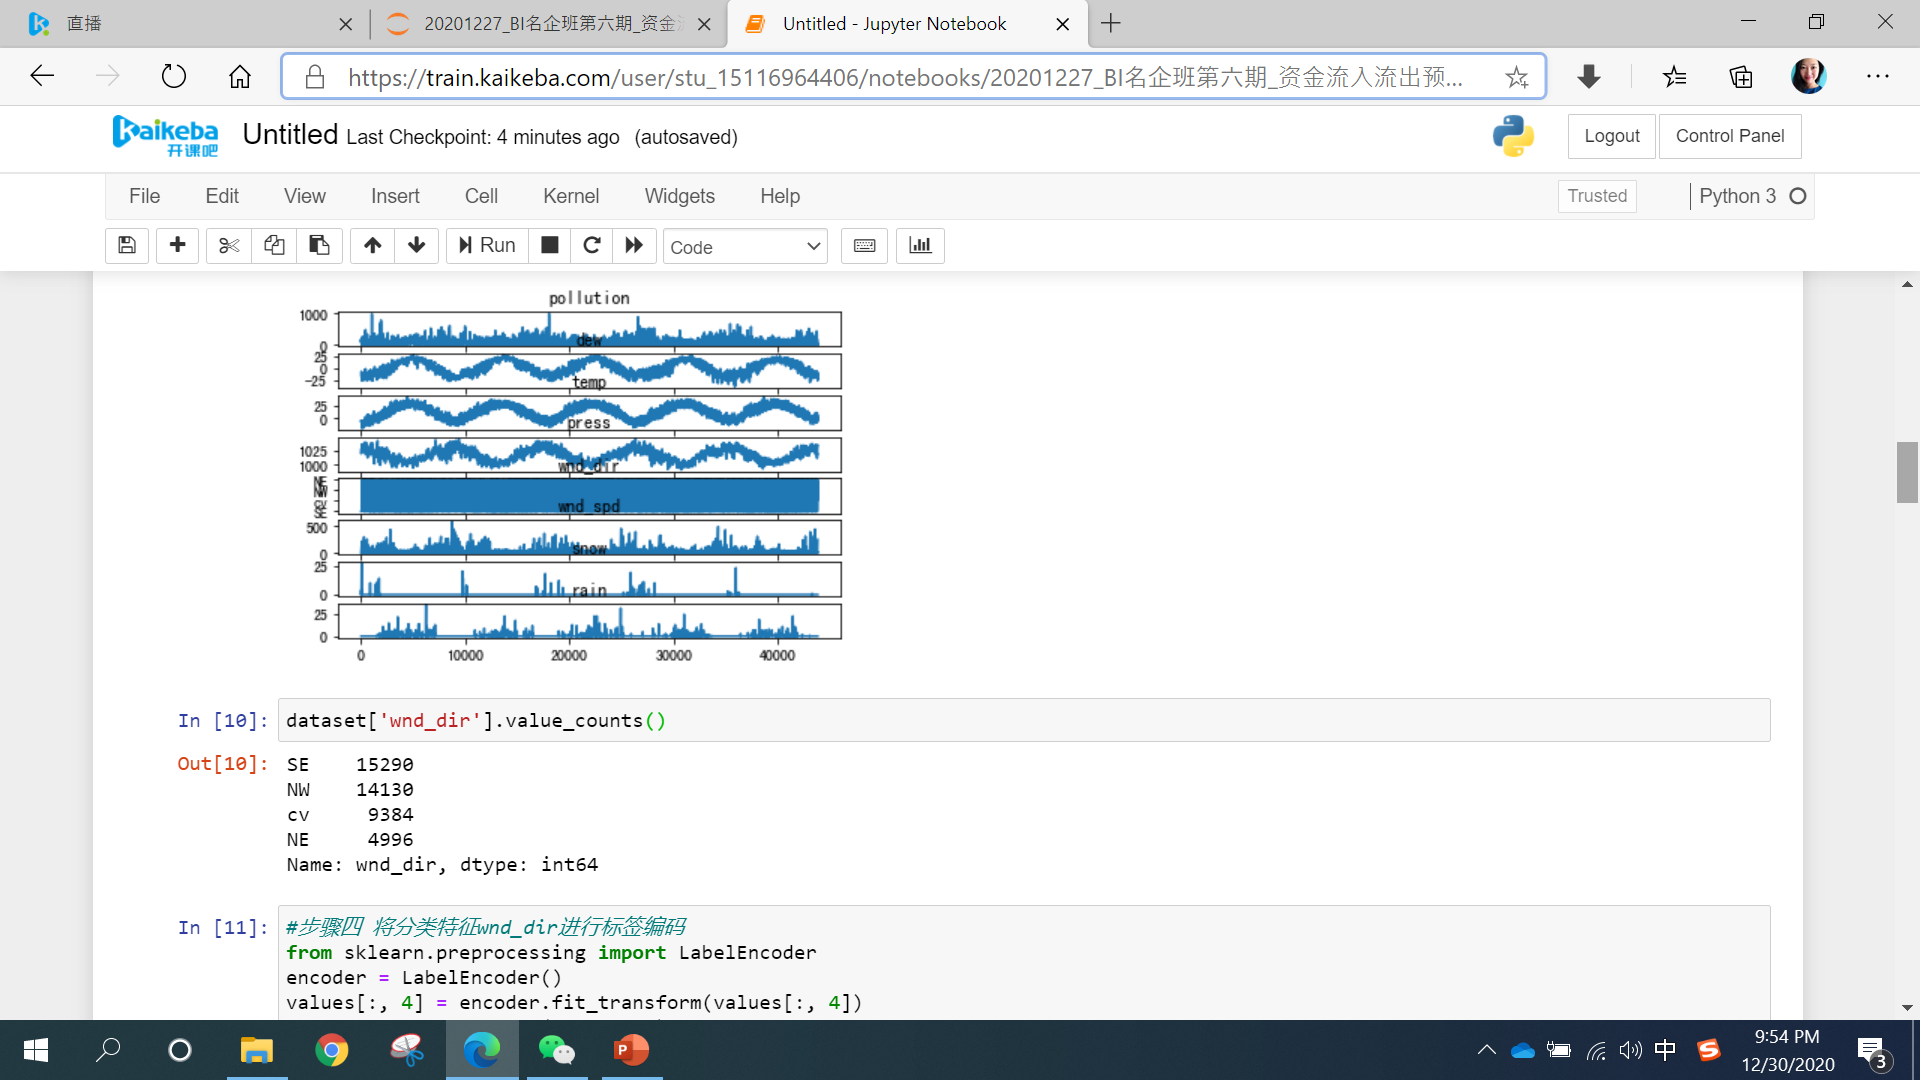 直播
20201227_BI名企班第六期_资金
Untitled - Jupyter Notebook
https://train.kaikeba.com/user/stu_15116964406/notebooks/20201227_BI名企班第六期_资金流入流出预...
Kaikeba
开课吧
Untitled Last Checkpoint: 4 minutes ago (autosaved)
Logout
Control Panel
File Edit View Insert Cell Kernel Widgets Help
Trusted
Python 3
Run
Code
pollution
1000
0
dew
25
0
-25
temp
25
0
press
1025
1000
wnd_dir
NE
NW
cv
SE
wnd_spd
500
0
snow
25
0
rain
25
0
0 10000 20000 30000 40000
In [10]: dataset['wnd_dir'].value_counts()
Out[10]: SE 15290
NW 14130
cv 9384
NE 4996
Name: wnd_dir, dtype: int64
In [11]: #步骤四 将分类特征wnd_dir进行标签编码
from sklearn.preprocessing import LabelEncoder
encoder = LabelEncoder()
values[:, 4] = encoder.fit_transform(values[:, 4])
中
9:54 PM
12/30/2020
3